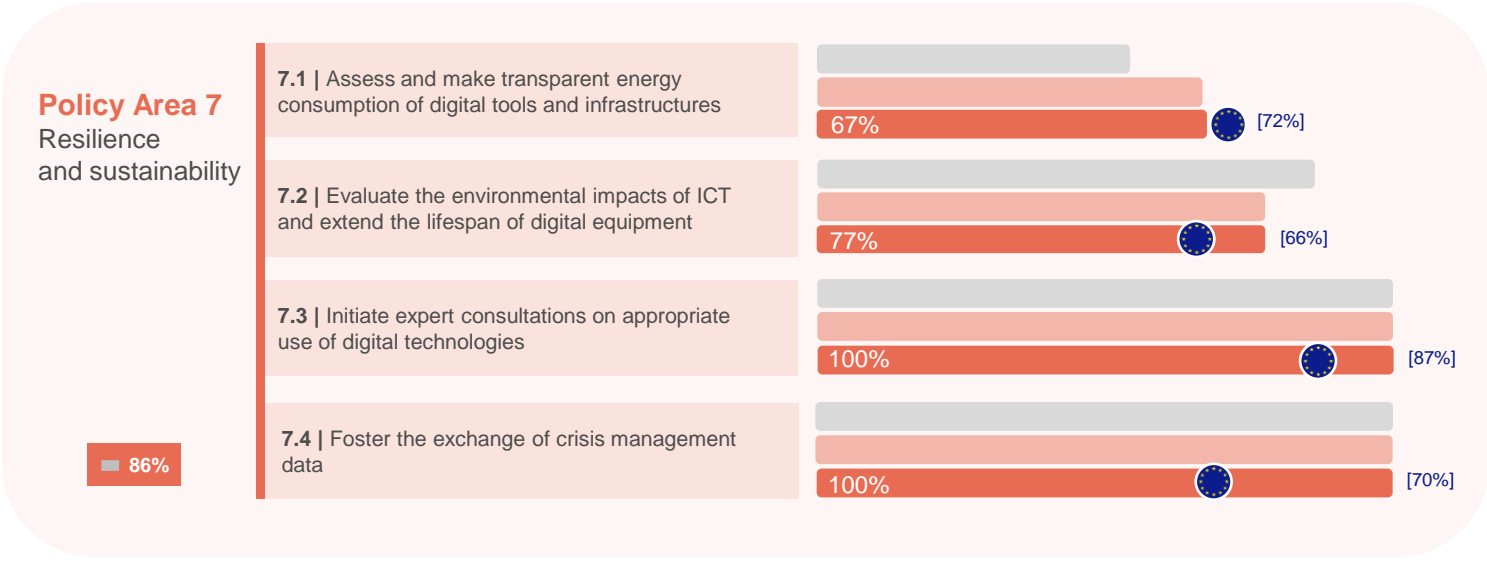 Policy Area 7
Resilience
and sustainability
86%
7.1 | Assess and make transparent energy
consumption of digital tools and infrastructures
67%
[72%]
7.2 | Evaluate the environmental impacts of ICT
and extend the lifespan of digital equipment
77%
[66%]
7.3 | Initiate expert consultations on appropriate
use of digital technologies
100%
[87%]
7.4 | Foster the exchange of crisis management
data
100%
[70%]